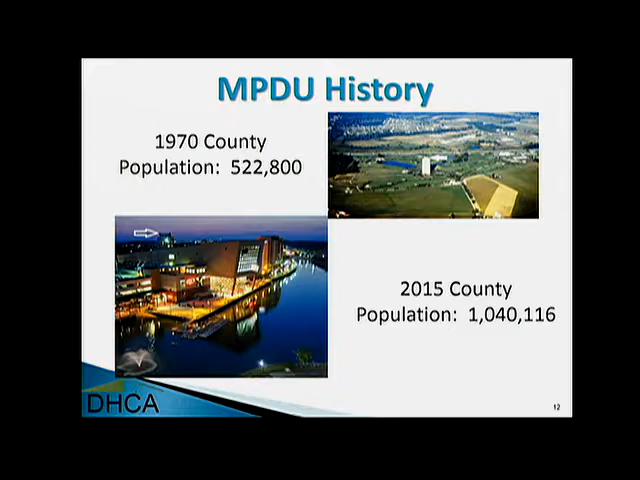 MPDU History
1970 County
Population: 522,800
2015 County
Population: 1,040,116
DHCA
12